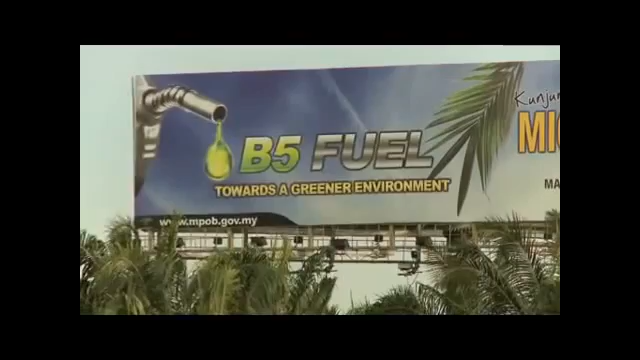 B5 FUEL
TOWARDS A GREENER ENVIRONMENT
www.mpob.gov.my